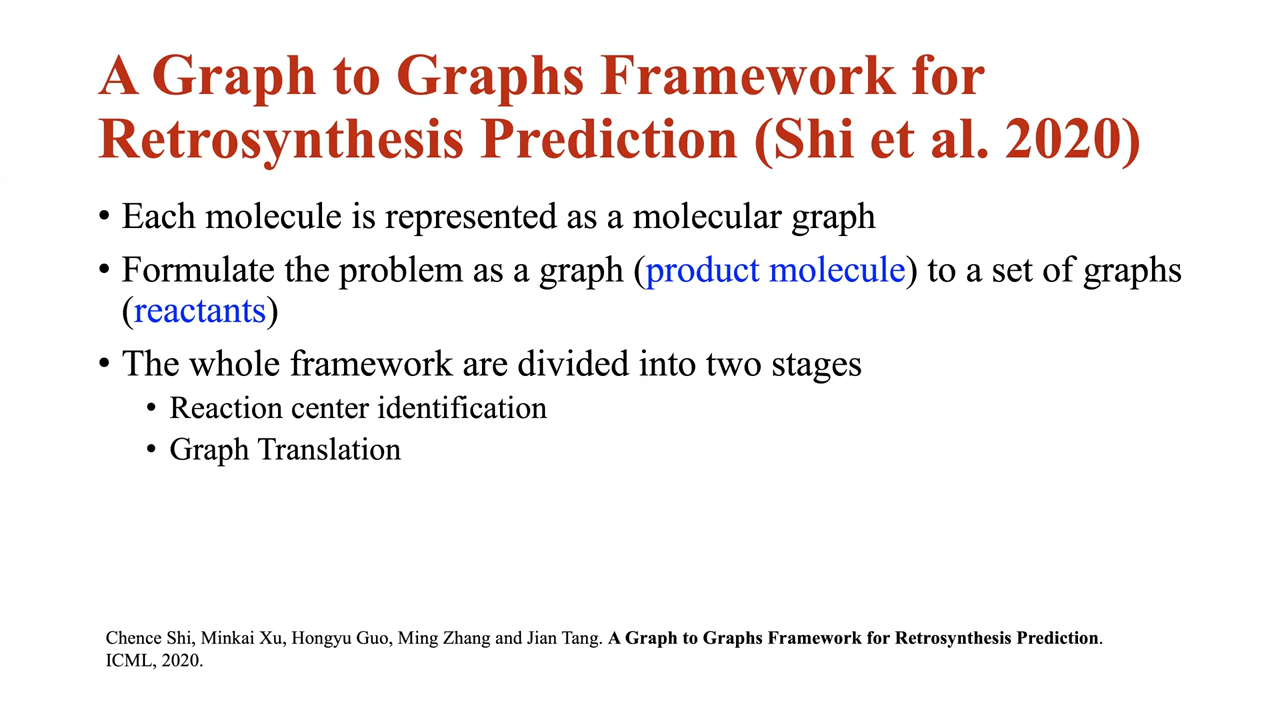 A Graph to Graphs Framework for
Retrosynthesis Prediction (Shi et al. 2020)
• Each molecule is represented as a molecular graph
• Formulate the problem as a graph (product molecule) to a set of graphs
(reactants)
• The whole framework are divided into two stages
• Reaction center identification
• Graph Translation
Chence Shi, Minkai Xu, Hongyu Guo, Ming Zhang and Jian Tang. A Graph to Graphs Framework for Retrosynthesis Prediction.
ICML, 2020.